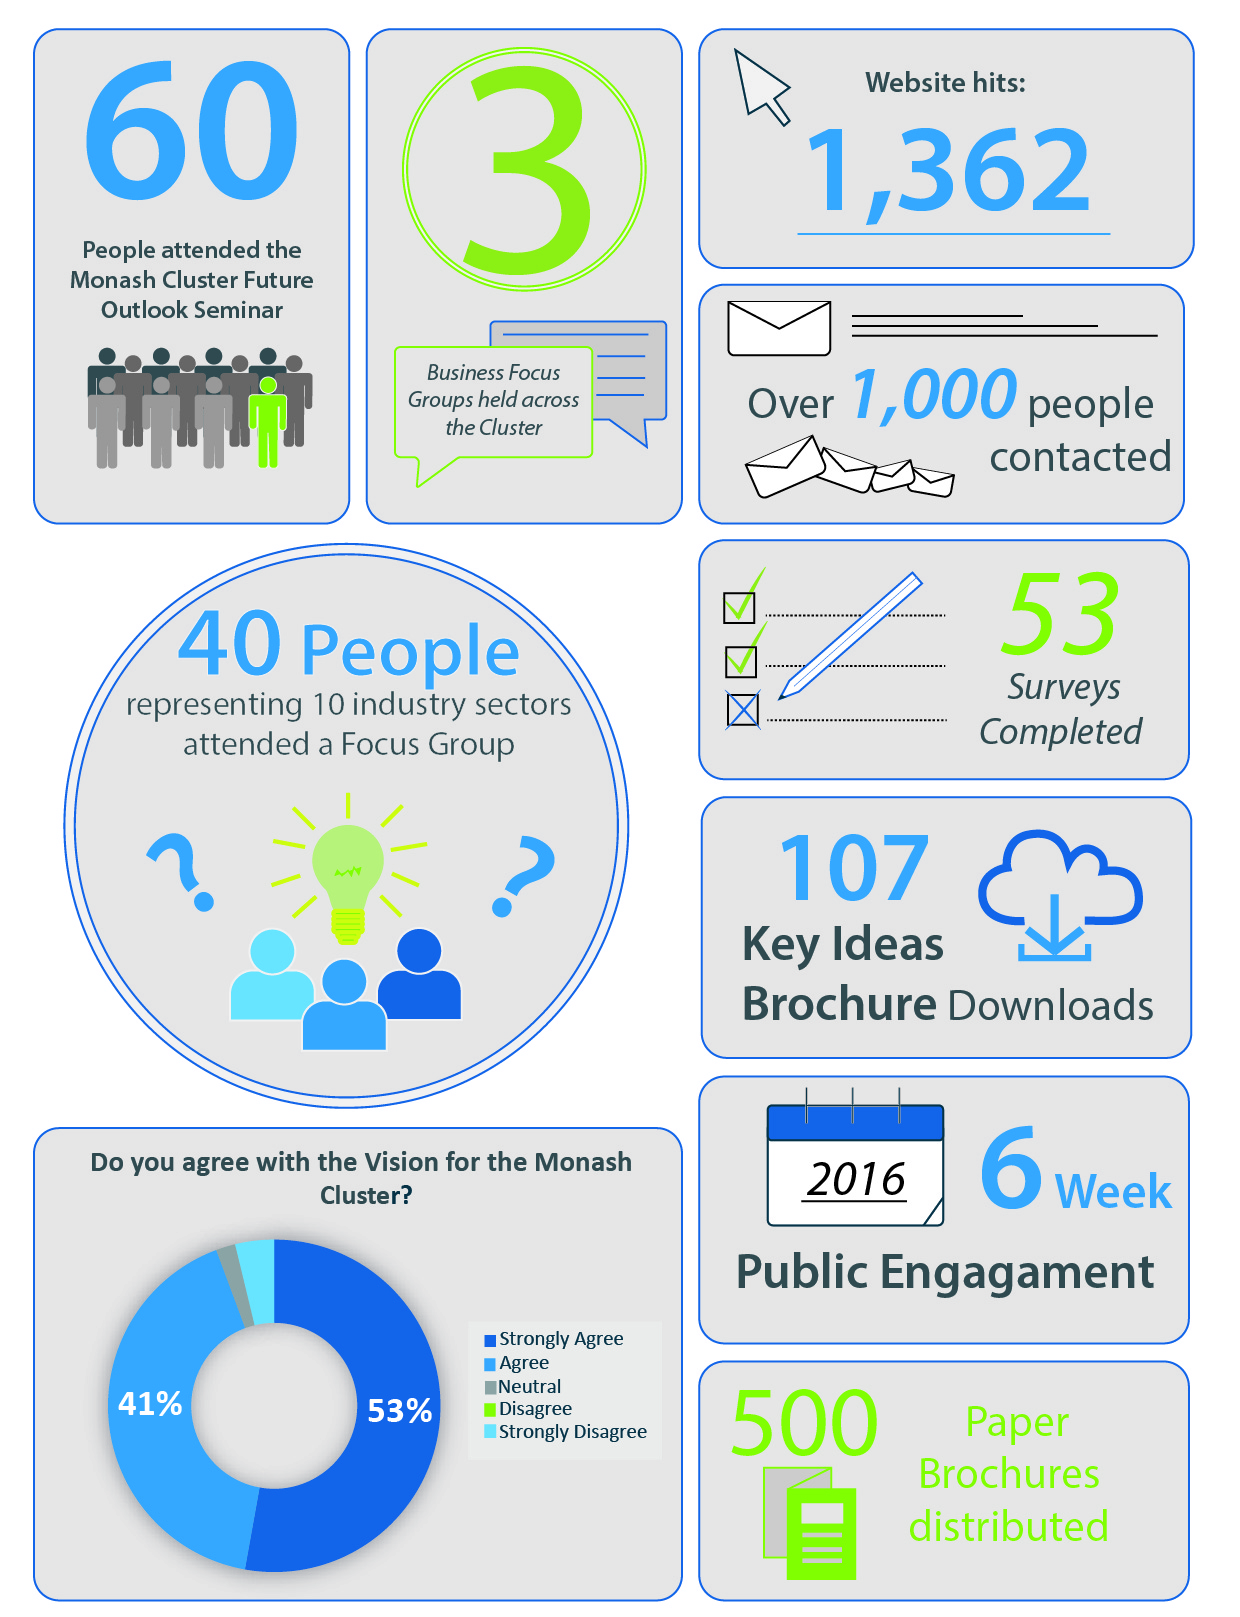 60
People attended the
Monash Cluster Future
Outlook Seminar
3
Business Focus
Groups held across
the Cluster
Website hits:
1,362
Over 1,000 people
contacted
40 People
representing 10 industry sectors
attended a Focus Group
? ?
53
Surveys
Completed
107
Key Ideas
Brochure Downloads
2016
6 Week
Public Engagament
Do you agree with the Vision for the Monash
Cluster?
41%
53%
Strongly Agree
Agree
Neutral
Disagree
Strongly Disagree
500
Paper
Brochures
distributed